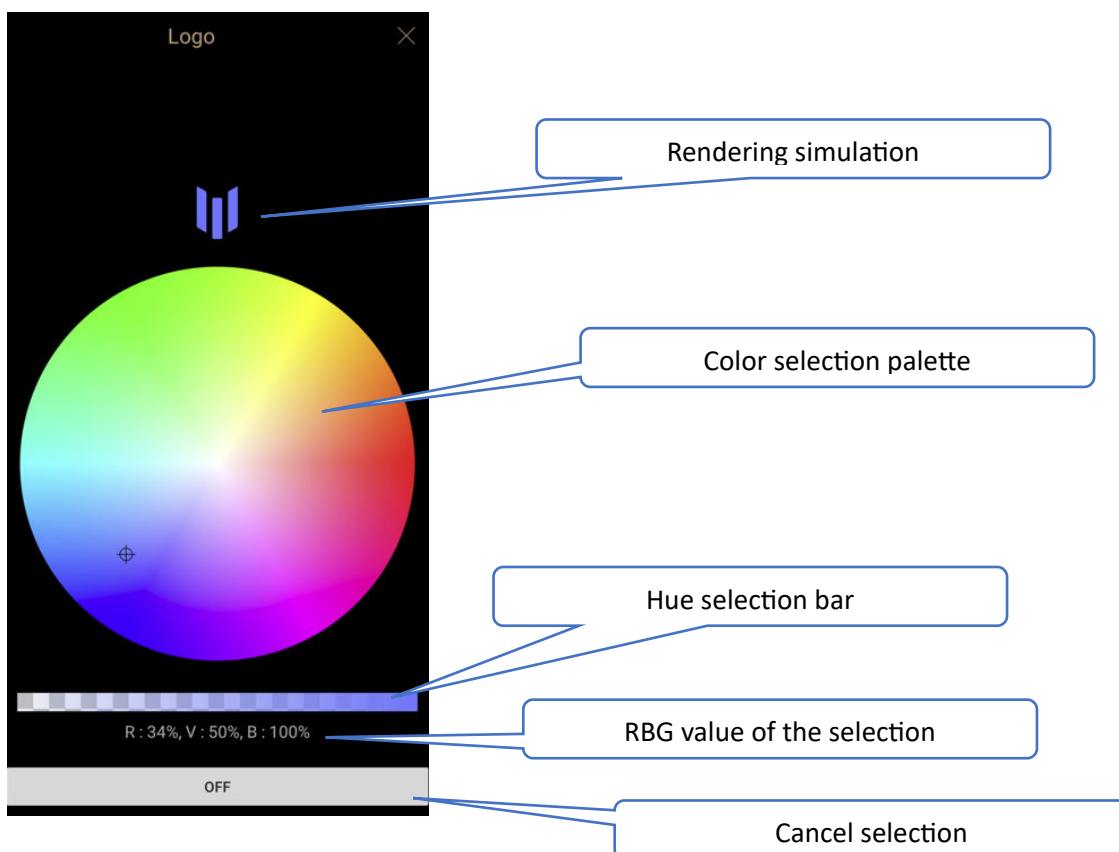 Logo
Rendering simulation
Color selection palette
Hue selection bar
R : 34%, V : 50%, B : 100%
RBG value of the selection
OFF
Cancel selection